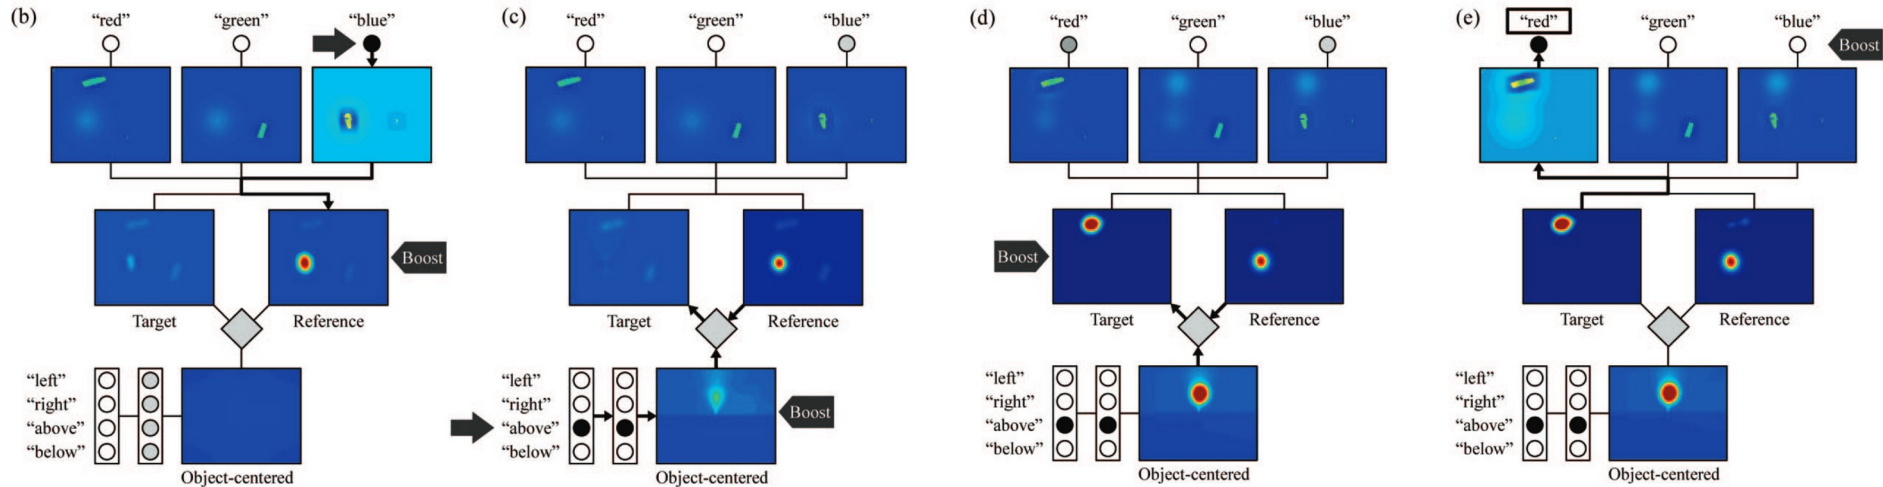 (b) “red” “green” “blue”
Boost
Target Reference
“left”
“right”
“above”
“below”
Object-centered
(c) “red” “green” “blue”
Target Reference
“left”
“right”
“above”
“below”
Boost
Object-centered
(d) “red” “green” “blue”
Boost
Target Reference
“left”
“right”
“above”
“below”
Object-centered
(e) “red” “green” “blue”
Boost
Target Reference
“left”
“right”
“above”
“below”
Object-centered